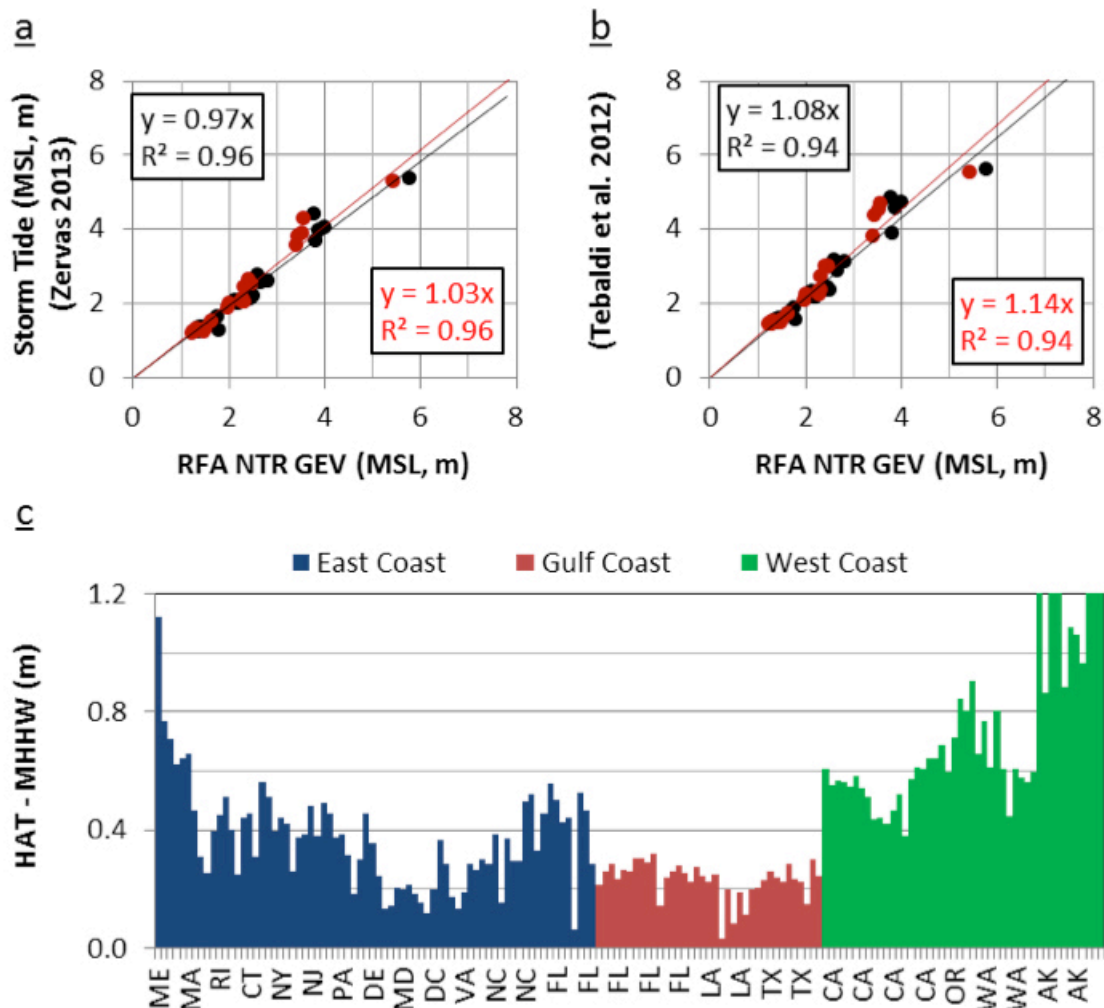 a
Storm Tide (MSL, m)
(Zervas 2013)
8
6
4
2
0
y = 0.97x
R² = 0.96
y = 1.03x
R² = 0.96
0 2 4 6 8
RFA NTR GEV (MSL, m)
b
(Tebaldi et al. 2012)
8
6
4
2
0
y = 1.08x
R² = 0.94
y = 1.14x
R² = 0.94
0 2 4 6 8
RFA NTR GEV (MSL, m)
c
East Coast Gulf Coast West Coast
HAT - MHHW (m)
1.2
0.8
0.4
0.0
ME MA RI CT NY NJ PA DE MD DC VA NC NC FL FL FL FL FL LA LA TX TX CA CA CA CA OR WA WA AK AK